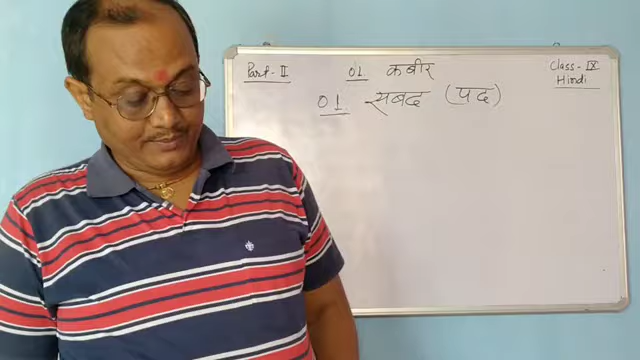 Part-II
01. कबीर
Class-IX
Hindi
01. सबद (पद)